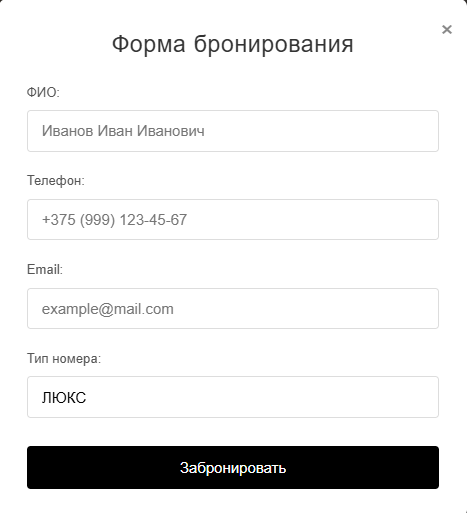 ×
Форма бронирования
ФИО:
Иванов Иван Иванович
Телефон:
+375 (999) 123-45-67
Email:
example@mail.com
Тип номера:
ЛЮКС
Забронировать